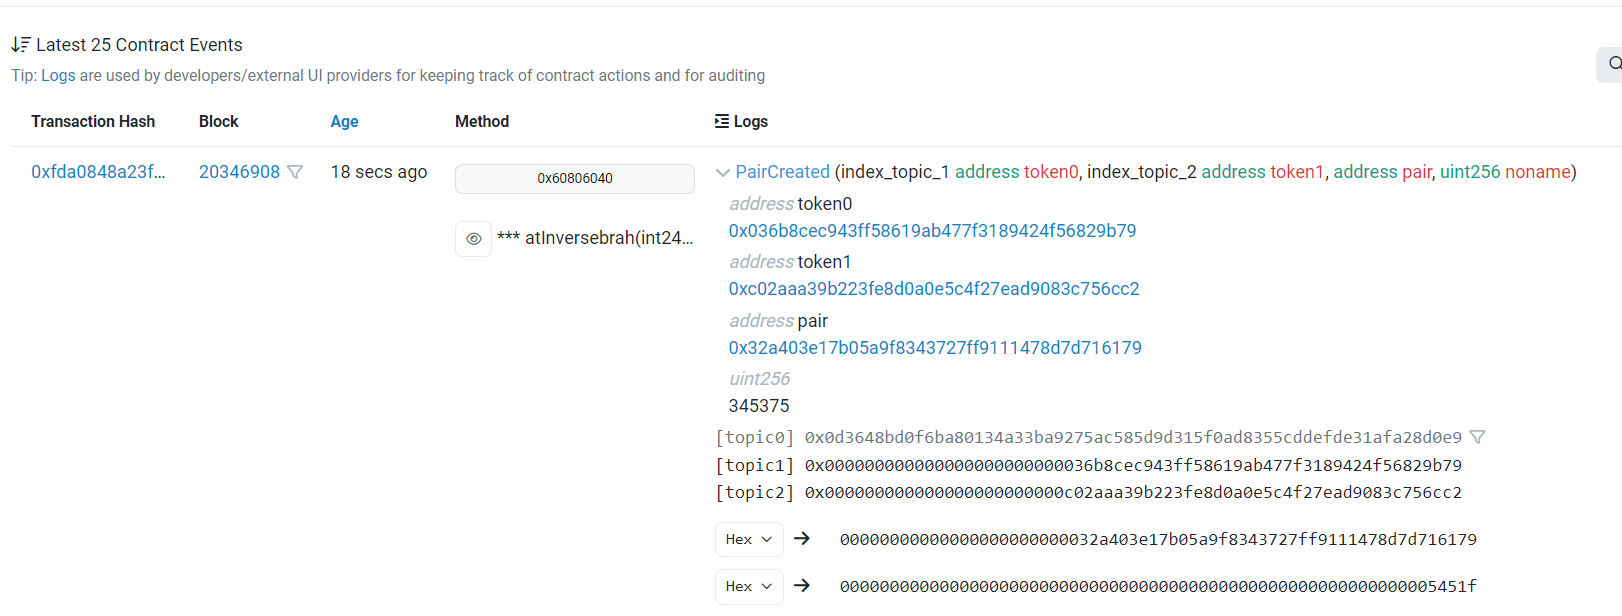 Latest 25 Contract Events
Tip: Logs are used by developers/external UI providers for keeping track of contract actions and for auditing
Transaction Hash Block Age Method Logs
0xfda0848a23f... 20346908 18 secs ago 0x60806040 PairCreated (index_topic_1 address token0, index_topic_2 address token1, address pair, uint256 noname)
address token0
*** atInversebrah(int24... 0x036b8cec943ff58619ab477f3189424f56829b79
address token1
0xc02aaa39b223fe8d0a0e5c4f27ead9083c756cc2
address pair
0x32a403e17b05a9f8343727ff9111478d7d716179
uint256
345375
[topic0] 0x0d3648bd0f6ba80134a33ba9275ac585d9d315f0ad8355cddefde31afa28d0e9
[topic1] 0x000000000000000000000000036b8cec943ff58619ab477f3189424f56829b79
[topic2] 0x000000000000000000000000c02aaa39b223fe8d0a0e5c4f27ead9083c756cc2
Hex 00000000000000000000000032a403e17b05a9f8343727ff9111478d7d716179
Hex 000000000000000000000000000000000000000000000000000000000005451f